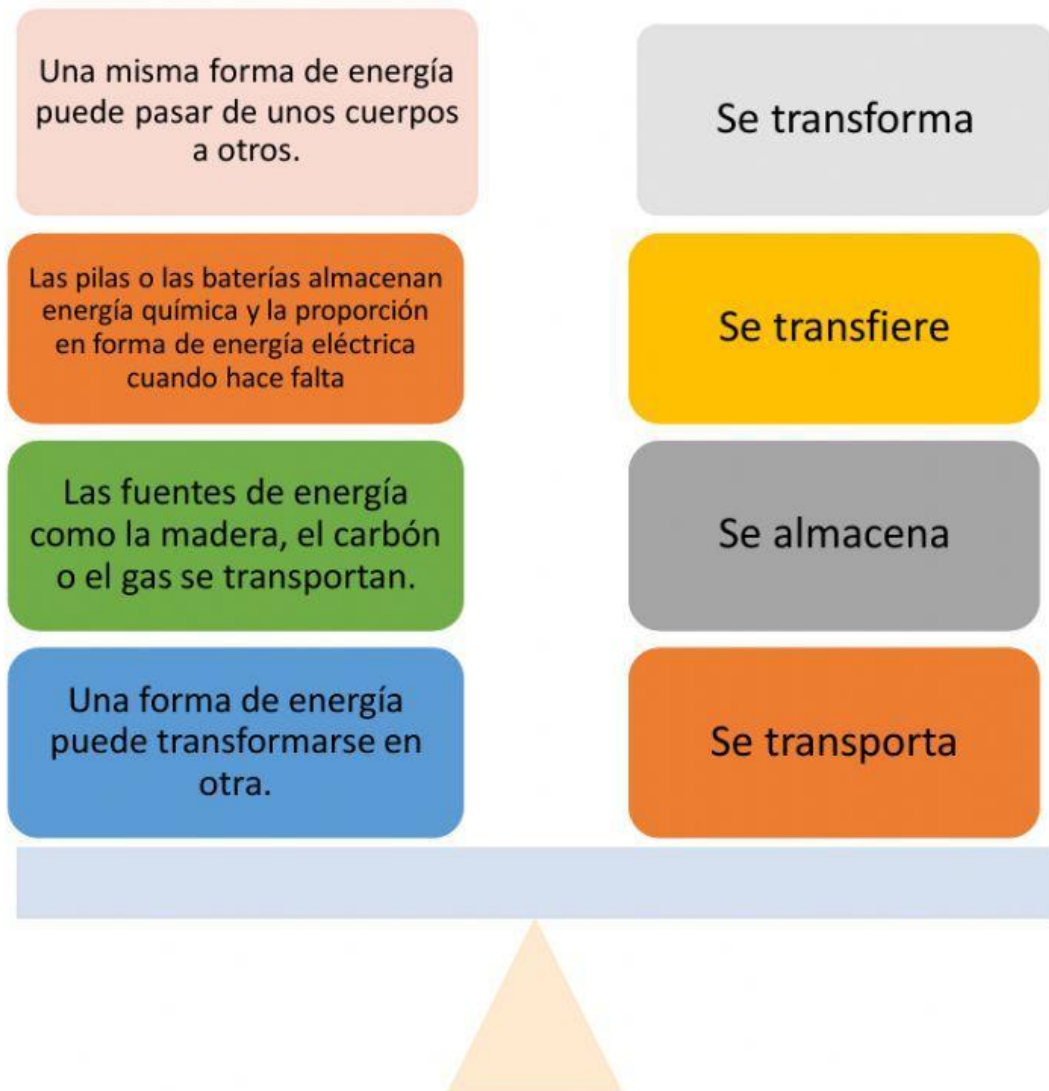 Una misma forma de energía
puede pasar de unos cuerpos
a otros.
Se transforma
Las pilas o las baterías almacenan
energía química y la proporción
en forma de energía eléctrica
cuando hace falta
Se transfiere
Las fuentes de energía
como la madera, el carbón
o el gas se transportan.
Se almacena
Una forma de energía
puede transformarse en
otra.
Se transporta